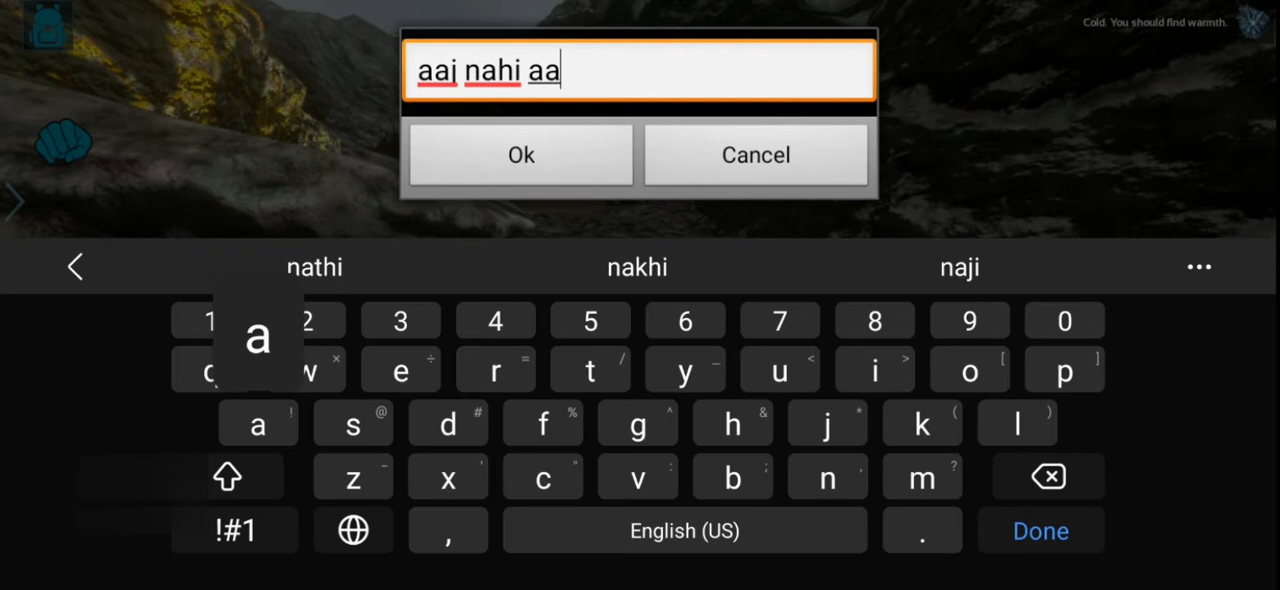 Cold. You should find warmth.
aaj nahi aa
Ok Cancel
nathi nakhi naji ...
1 2 3 4 5 6 7 8 9 0
a
q w × e ÷ r = t / y _ u < i > o [ p ]
a ! s @ d # f % g ^ h & j * k ( l )
z - x ' c " v : b ; n , m ?
!#1 , English (US) . Done